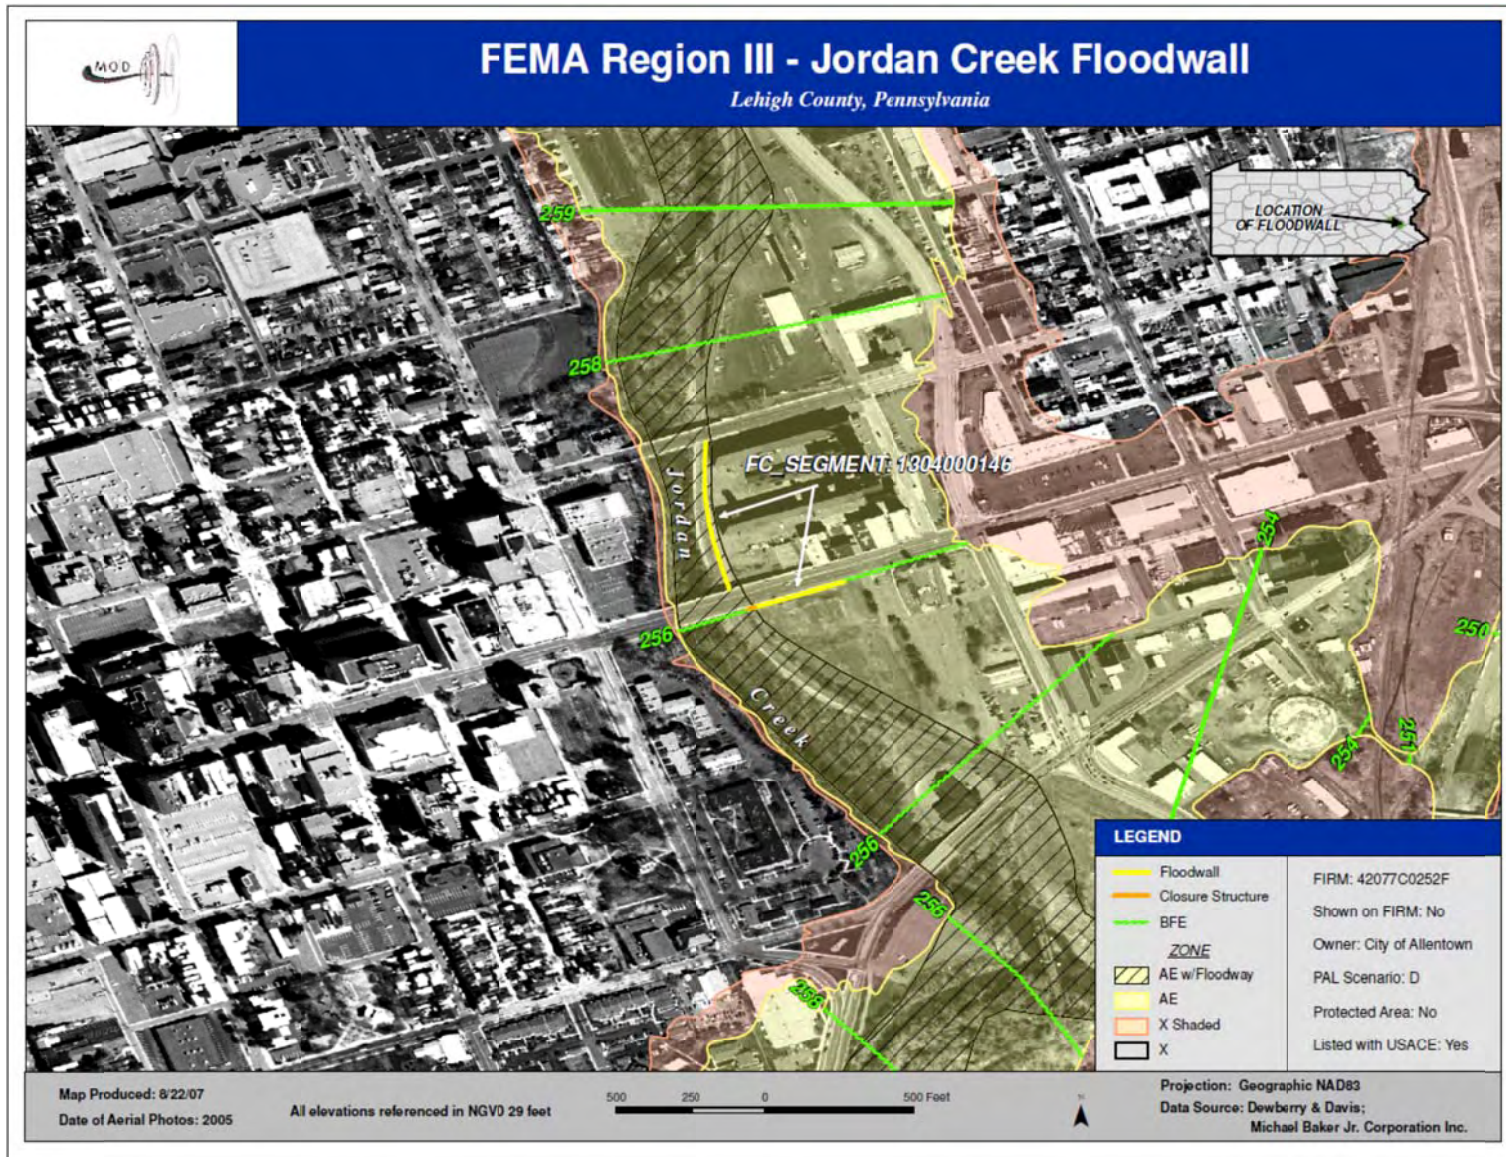 MOD
FEMA Region III - Jordan Creek Floodwall
Lehigh County, Pennsylvania
259
LOCATION
OF FLOODWALL
258
FC_SEGMENT: 1304000146
Jordan
254
256
250
Creek
254
251
256
256
258
LEGEND
Floodwall
Closure Structure
BFE
ZONE
AE w/Floodway
AE
X Shaded
X
FIRM: 42077C0252F
Shown on FIRM: No
Owner: City of Allentown
PAL Scenario: D
Protected Area: No
Listed with USACE: Yes
Map Produced: 8/22/07
Date of Aerial Photos: 2005
All elevations referenced in NGVD 29 feet
500 250 0 500 Feet
Projection: Geographic NAD83
Data Source: Dewberry & Davis;
Michael Baker Jr. Corporation Inc.